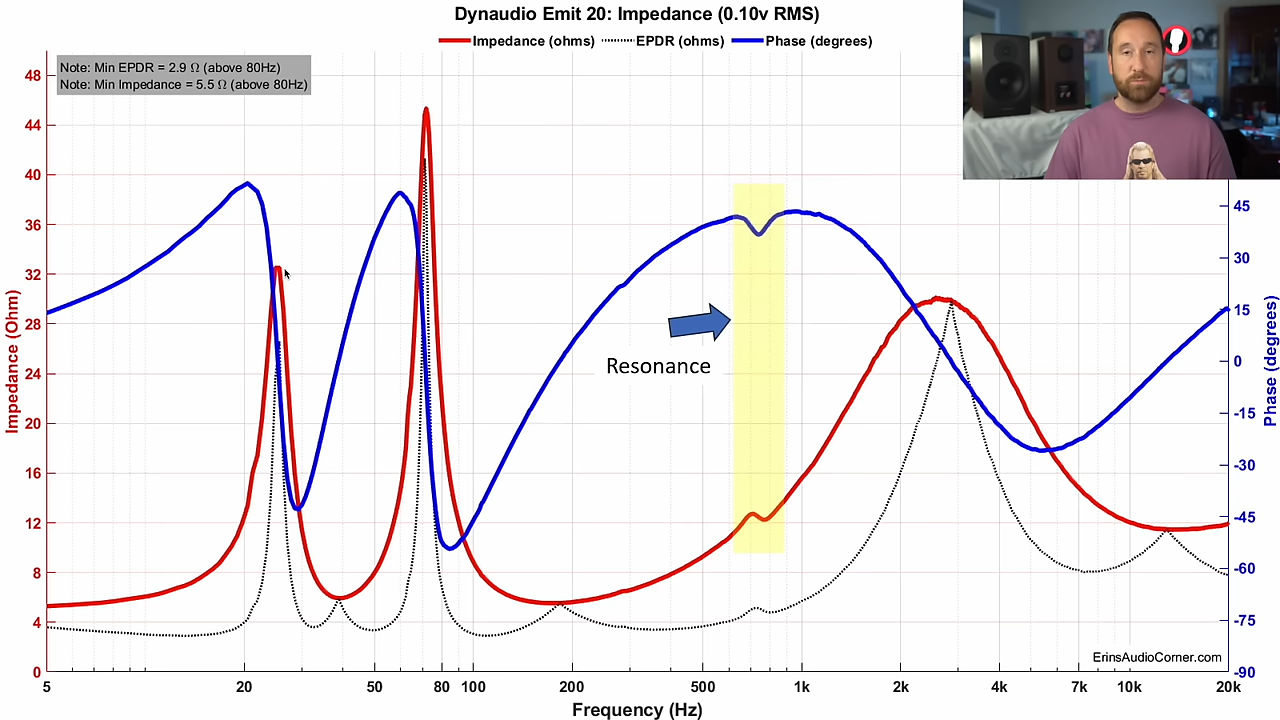 Dynaudio Emit 20: Impedance (0.10v RMS)
Impedance (ohms) EPDR (ohms) Phase (degrees)
Note: Min EPDR = 2.9 Ω (above 80Hz)
Note: Min Impedance = 5.5 Ω (above 80Hz)
48
44
40
36
32
28
24
20
16
12
8
4
0
Impedance (Ohm)
Resonance
45
30
15
0
-15
-30
-45
-60
-75
-90
Phase (degrees)
ErinsAudioCorner.com
5 20 50 80 100 200 500 1k 2k 4k 7k 10k 20k
Frequency (Hz)